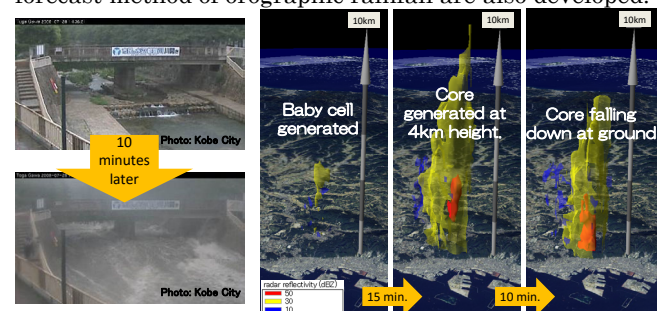 forecast method of orographic rainfall are also developed.
10
minutes
later
Photo: Kobe City
Photo: Kobe City
10km
Baby cell
generated
10km
Core
generated at
4km height.
10km
Core falling
down at ground
radar reflectivity (dBZ)
50
30
10
15 min.
10 min.